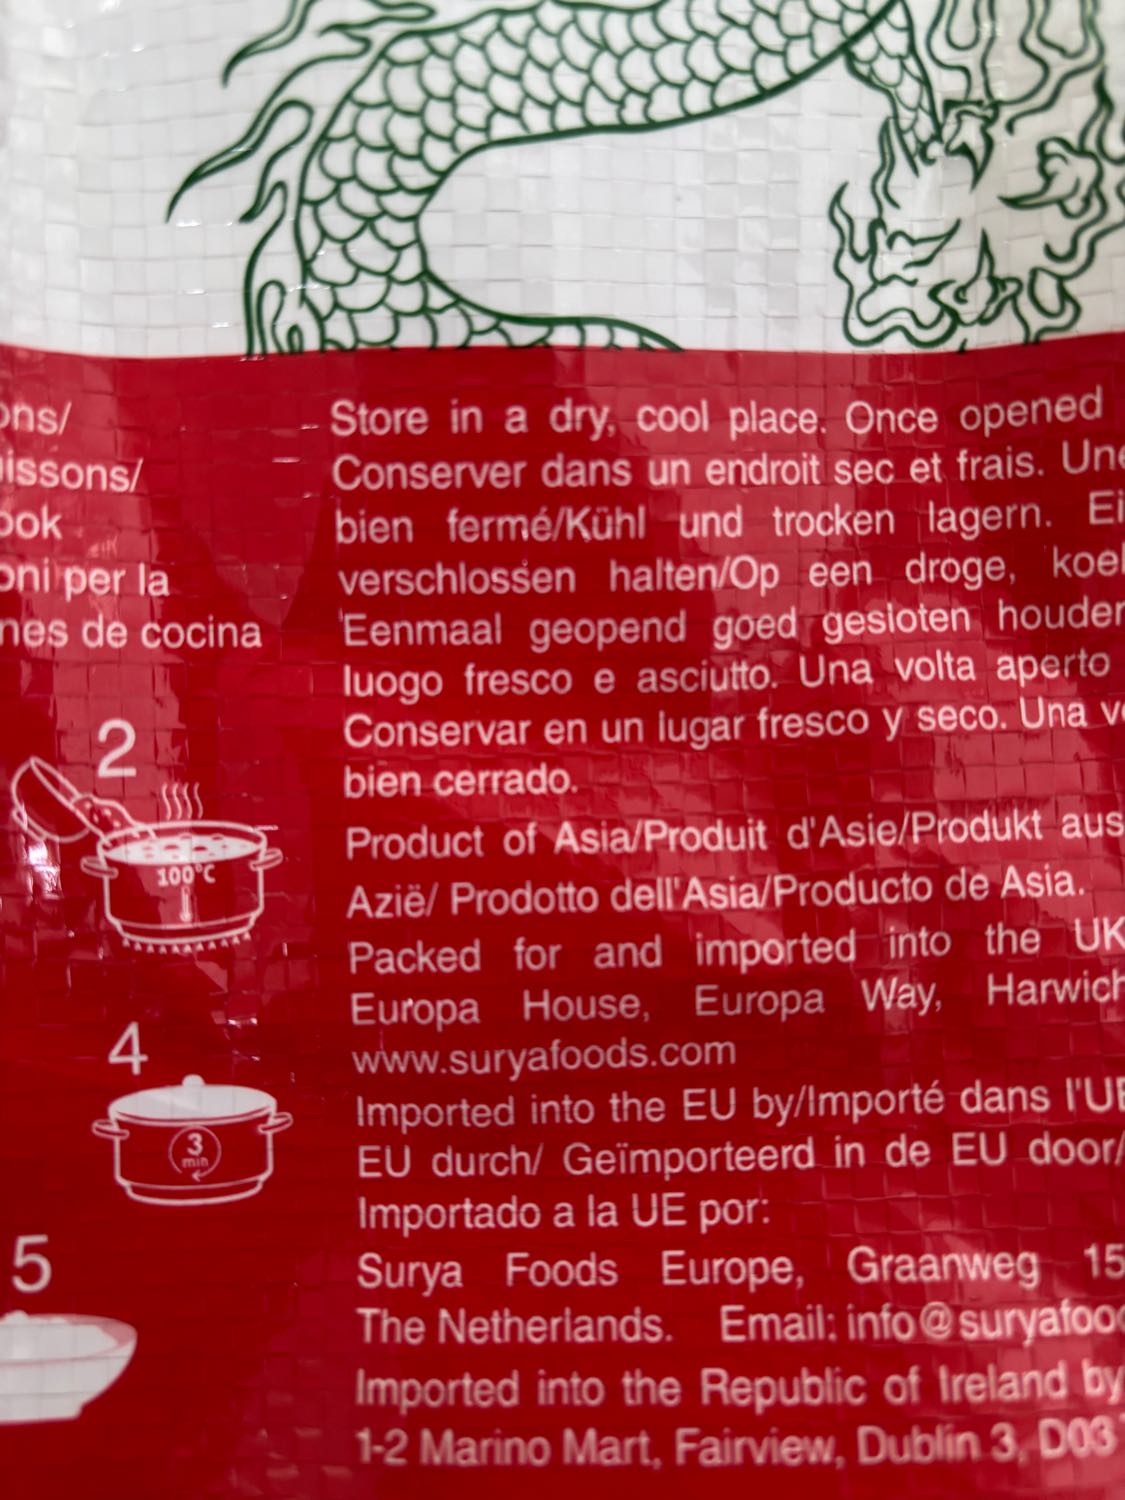 ons/
issons/
ook
oni per la
nes de cocina
2
100°C
4
3
min
5
Store in a dry, cool place. Once opened
Conserver dans un endroit sec et frais. Une
bien fermé/Kühl und trocken lagern. Ei
verschlossen halten/Op een droge, koel
Eenmaal geopend goed gesloten houden
luogo fresco e asciutto. Una volta aperto
Conservar en un lugar fresco y seco. Una v
bien cerrado.
Product of Asia/Produit d'Asie/Produkt aus
Azië/ Prodotto dell'Asia/Producto de Asia.
Packed for and imported into the UK
Europa House, Europa Way, Harwich
www.suryafoods.com
Imported into the EU by/Importé dans l'UE
EU durch/ Geïmporteerd in de EU door/
Importado a la UE por:
Surya Foods Europe, Graanweg 15
The Netherlands. Email: info@suryafoo
Imported into the Republic of Ireland by
1-2 Marino Mart, Fairview, Dublin 3, D03